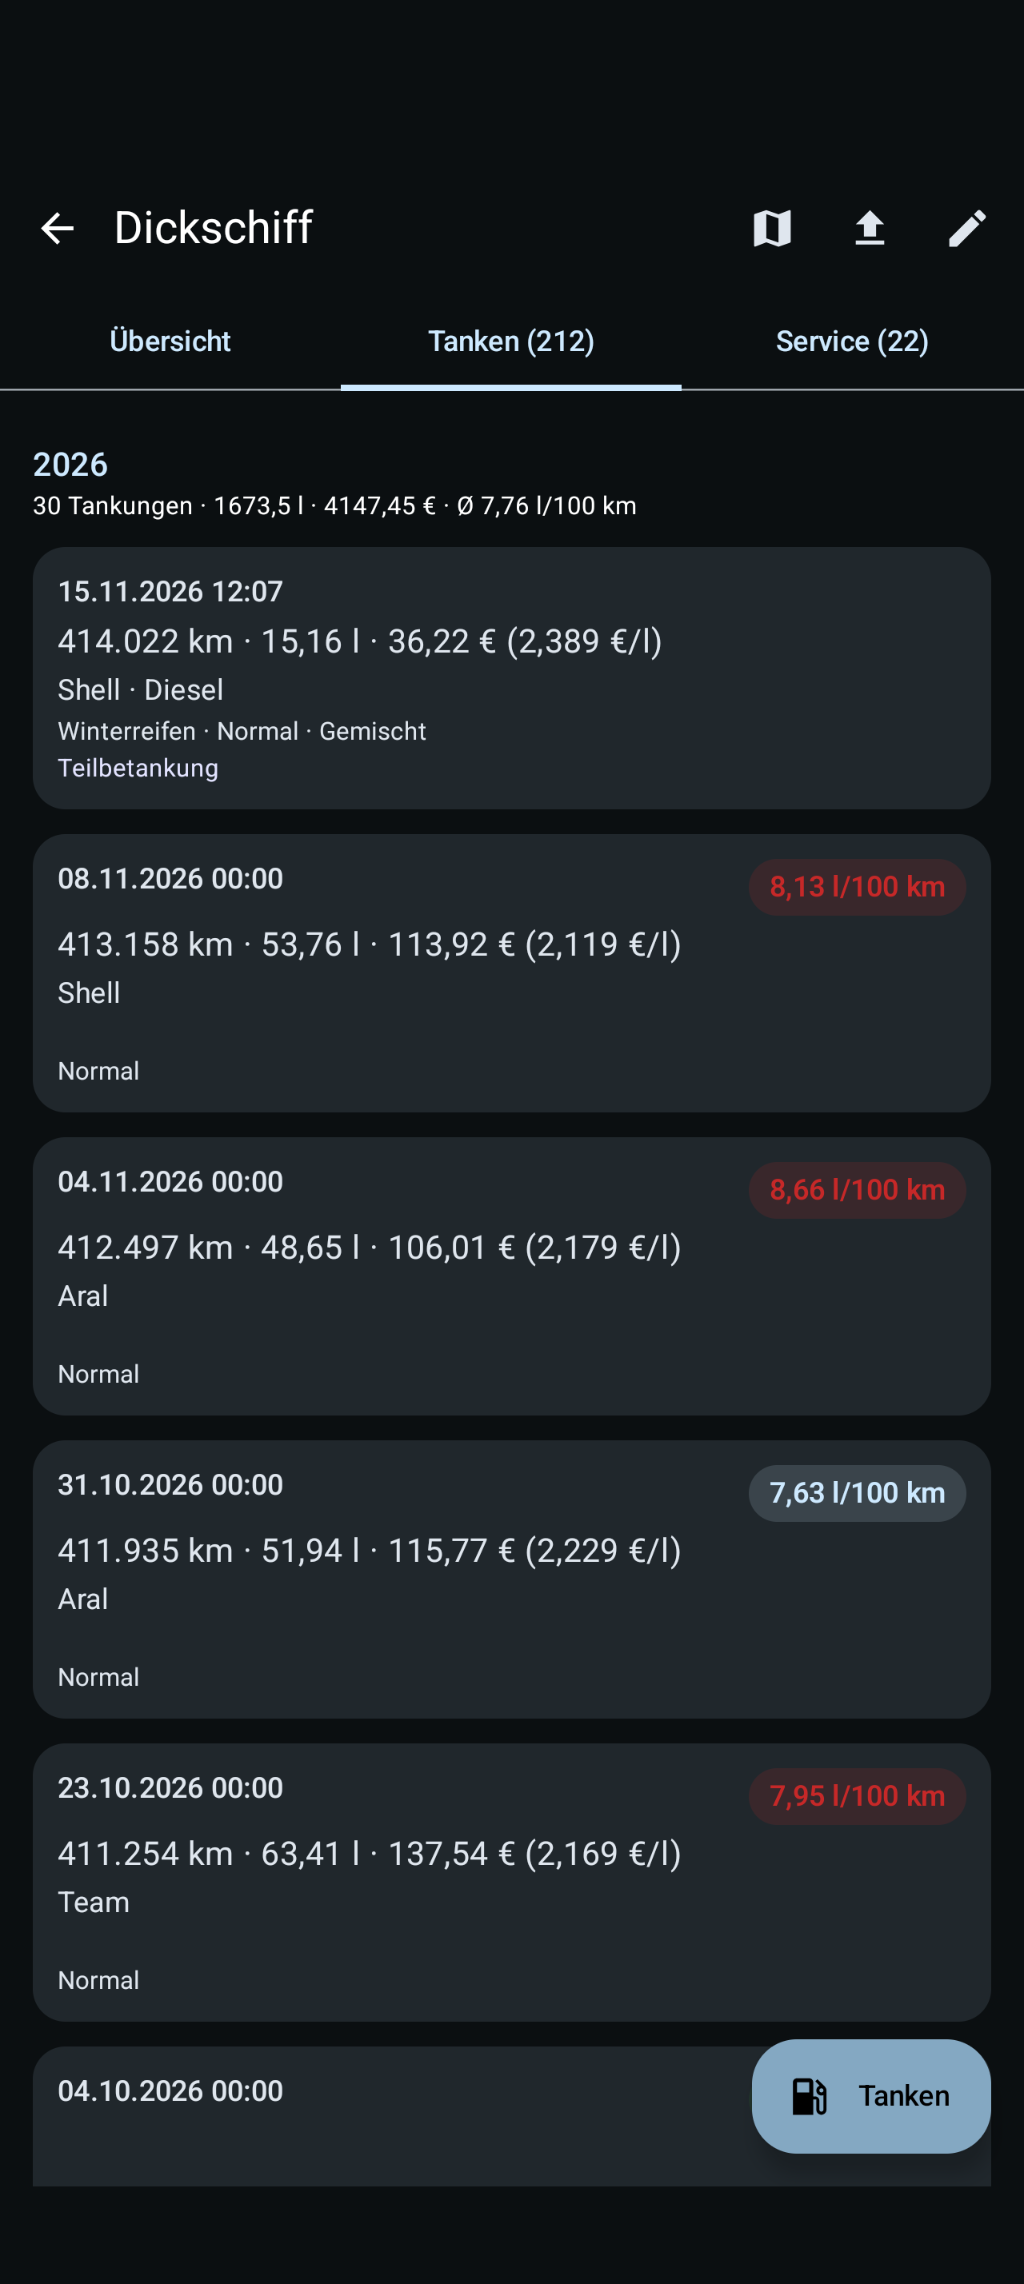 Dickschiff
Übersicht
Tanken (212)
Service (22)
2026
30 Tankungen · 1673,5 l · 4147,45 € · Ø 7,76 l/100 km
15.11.2026 12:07
414.022 km · 15,16 l · 36,22 € (2,389 €/l)
Shell · Diesel
Winterreifen · Normal · Gemischt
Teilbetankung
08.11.2026 00:00
8,13 l/100 km
413.158 km · 53,76 l · 113,92 € (2,119 €/l)
Shell
Normal
04.11.2026 00:00
8,66 l/100 km
412.497 km · 48,65 l · 106,01 € (2,179 €/l)
Aral
Normal
31.10.2026 00:00
7,63 l/100 km
411.935 km · 51,94 l · 115,77 € (2,229 €/l)
Aral
Normal
23.10.2026 00:00
7,95 l/100 km
411.254 km · 63,41 l · 137,54 € (2,169 €/l)
Team
Normal
04.10.2026 00:00
Tanken